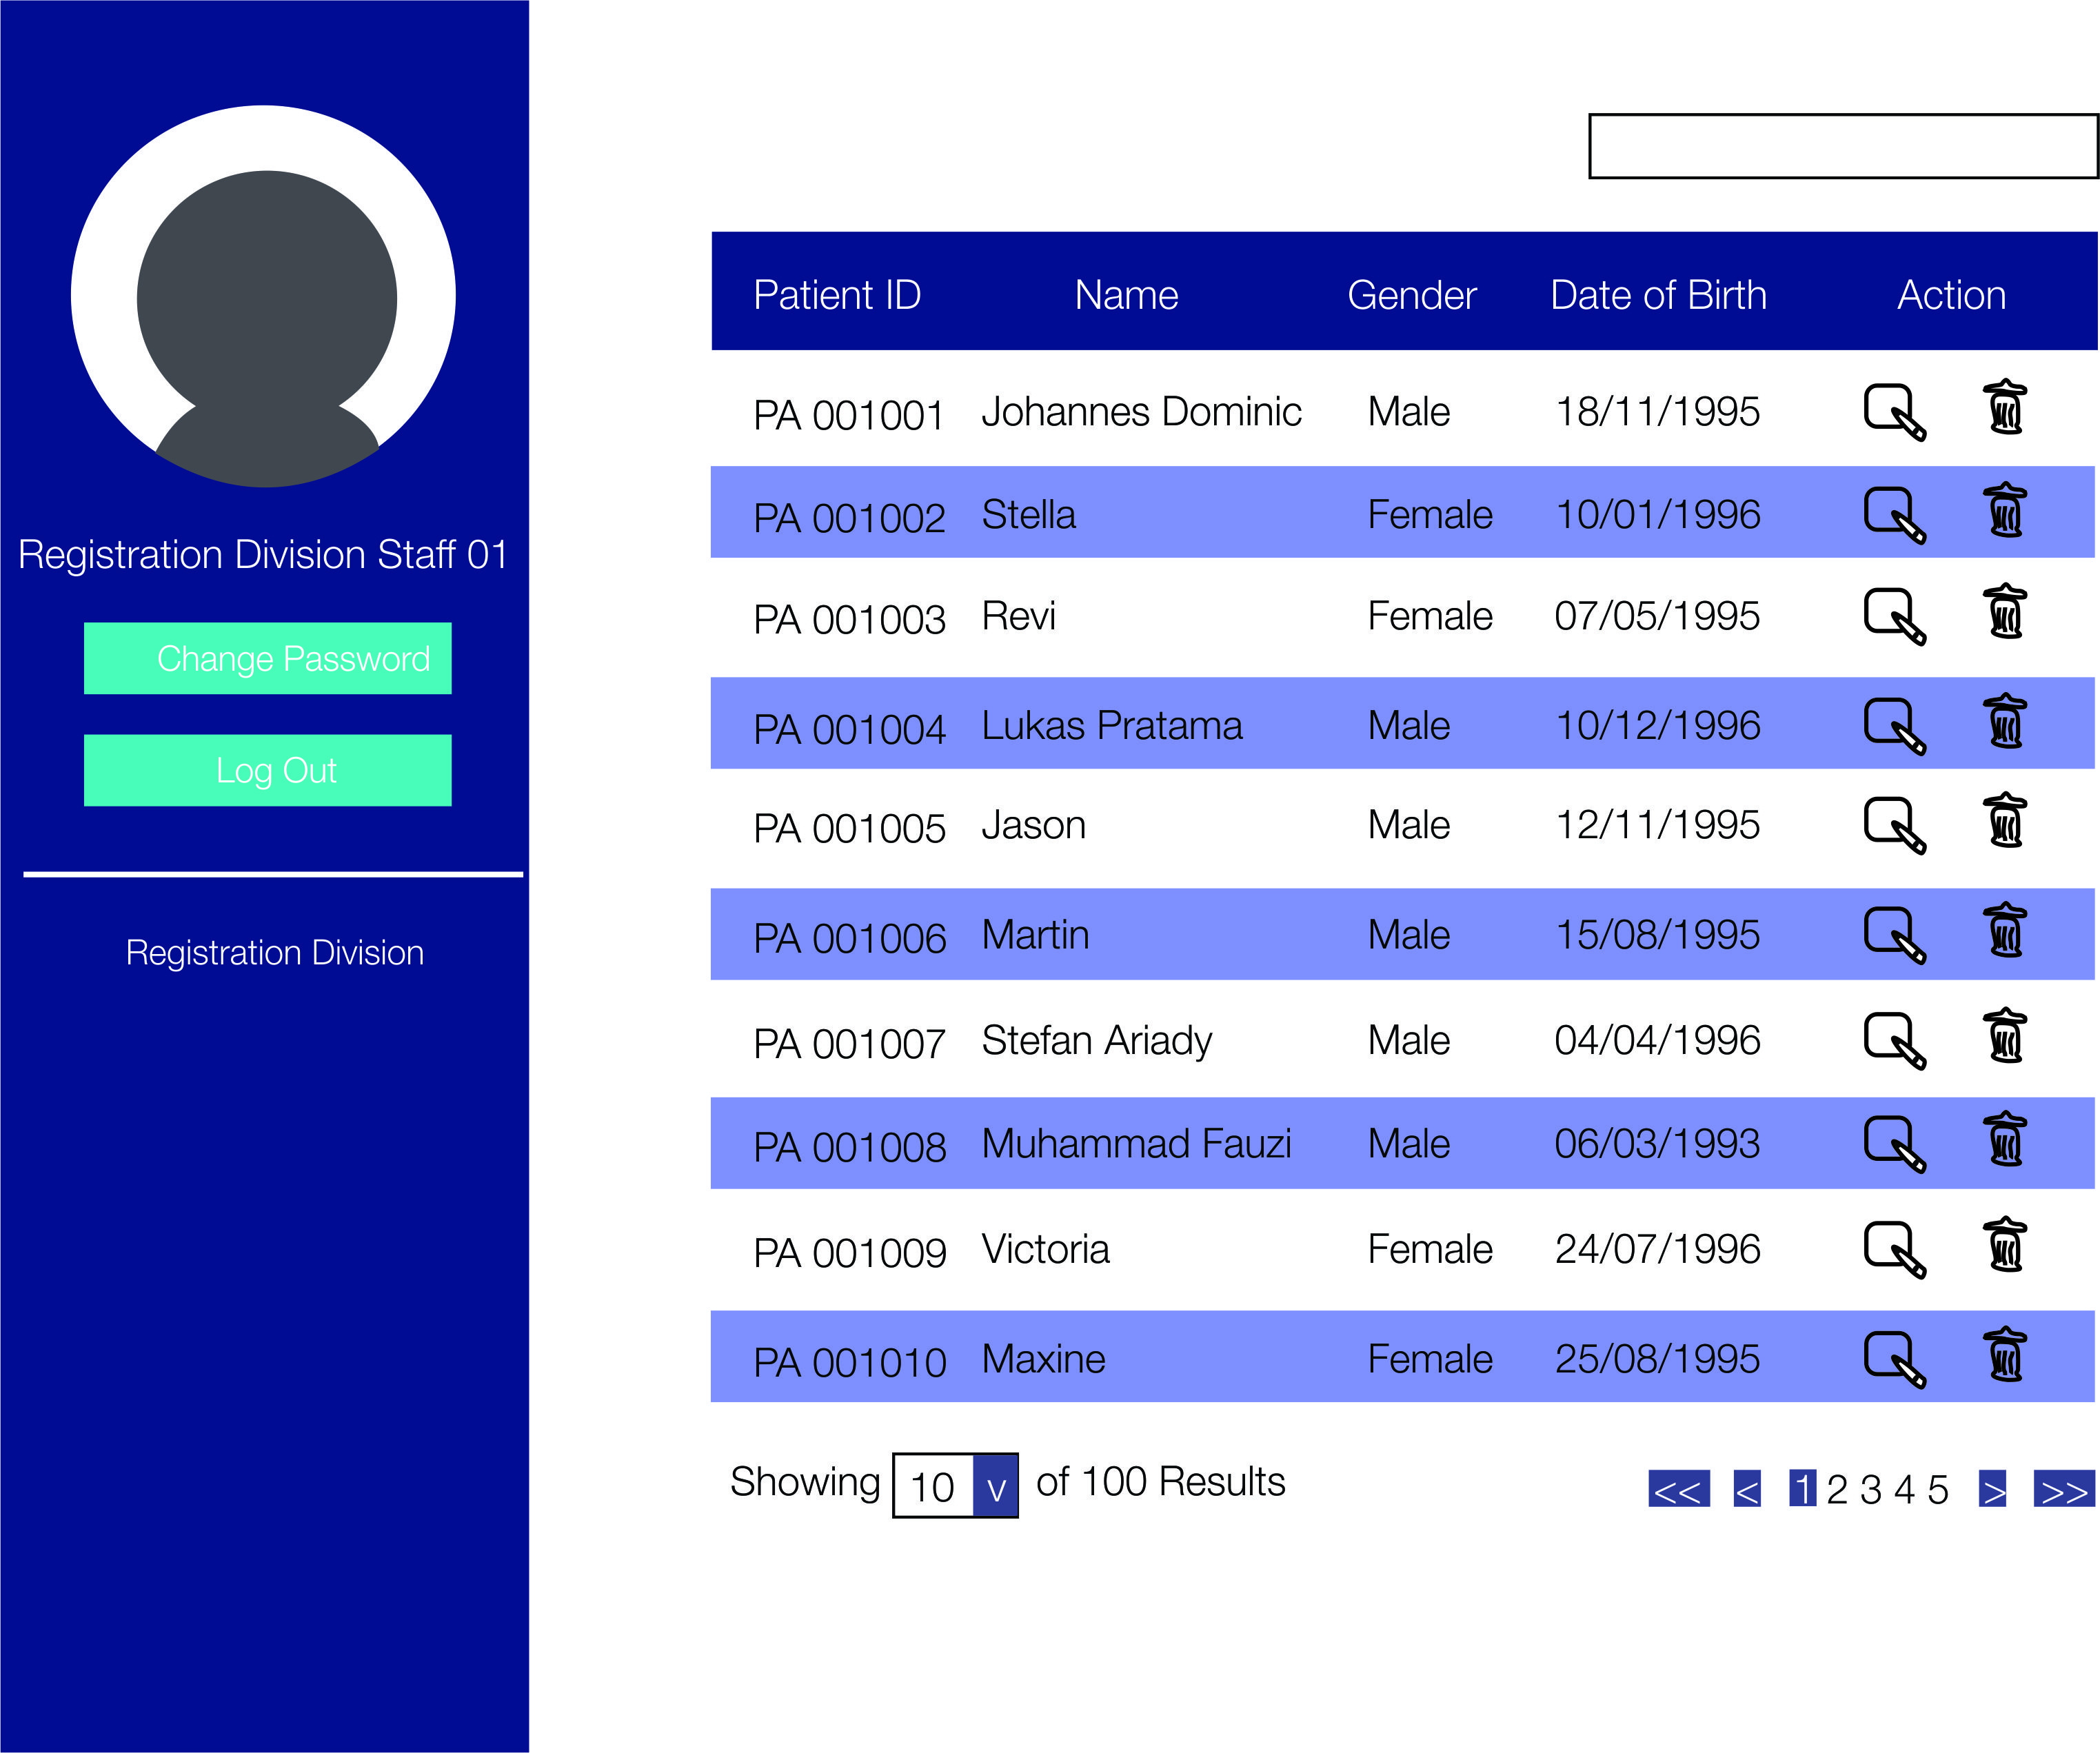 Registration Division Staff 01
Change Password
Log Out
Registration Division
Patient ID Name Gender Date of Birth Action
PA 001001 Johannes Dominic Male 18/11/1995
PA 001002 Stella Female 10/01/1996
PA 001003 Revi Female 07/05/1995
PA 001004 Lukas Pratama Male 10/12/1996
PA 001005 Jason Male 12/11/1995
PA 001006 Martin Male 15/08/1995
PA 001007 Stefan Ariady Male 04/04/1996
PA 001008 Muhammad Fauzi Male 06/03/1993
PA 001009 Victoria Female 24/07/1996
PA 001010 Maxine Female 25/08/1995
Showing 10 v of 100 Results << < 1 2 3 4 5 > >>